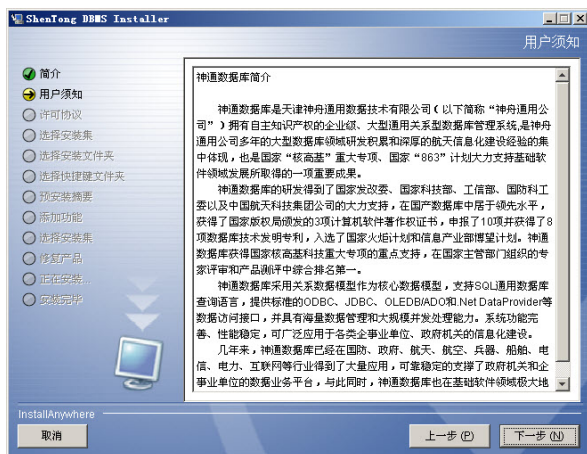 ShenTong DBMS Installer
用户须知
简介
用户须知
许可协议
选择安装集
选择安装文件夹
选择快捷键文件夹
预安装摘要
添加功能
选择安装集
修复产品
正在安装...
安装完毕
神通数据库简介
神通数据库是天津神舟通用数据技术有限公司(以下简称“神舟通用公
司”)拥有自主知识产权的企业级、大型通用关系型数据库管理系统,是神舟
通用公司多年的大型数据库领域研发积累和深厚的航天信息化建设经验的集
中体现,也是国家“核高基”重大专项、国家“863”计划大力支持基础软
件领域发展所取得的一项重要成果。
神通数据库的研发得到了国家发改委、国家科技部、工信部、国防科工
委以及中国航天科技集团公司的大力支持,在国产数据库中居于领先水平,
获得了国家版权局颁发的3项计算机软件著作权证书,申报了10项并获得了8
项数据库技术发明专利,入选了国家火炬计划和信息产业部博望计划。神通
数据库获得国家核高基科技重大专项的重点支持,在国家主管部门组织的专
家评审和产品测评中综合排名第一。
神通数据库采用关系数据模型作为核心数据模型,支持SQL通用数据库
查询语言,提供标准的ODBC、JDBC、OLEDB/ADO和.Net DataProvider等
数据访问接口,并具有海量数据管理和大规模并发处理能力。系统功能完
善、性能稳定,可广泛应用于各类企事业单位、政府机关的信息化建设。
几年来,神通数据库已经在国防、政府、航天、航空、兵器、船舶、电
信、电力、互联网等行业得到了大量应用,可靠稳定的支撑了政府机关和企
事业单位的数据业务平台,与此同时,神通数据库也在基础软件领域极大地
InstallAnywhere
取消
上一步(P)
下一步(N)